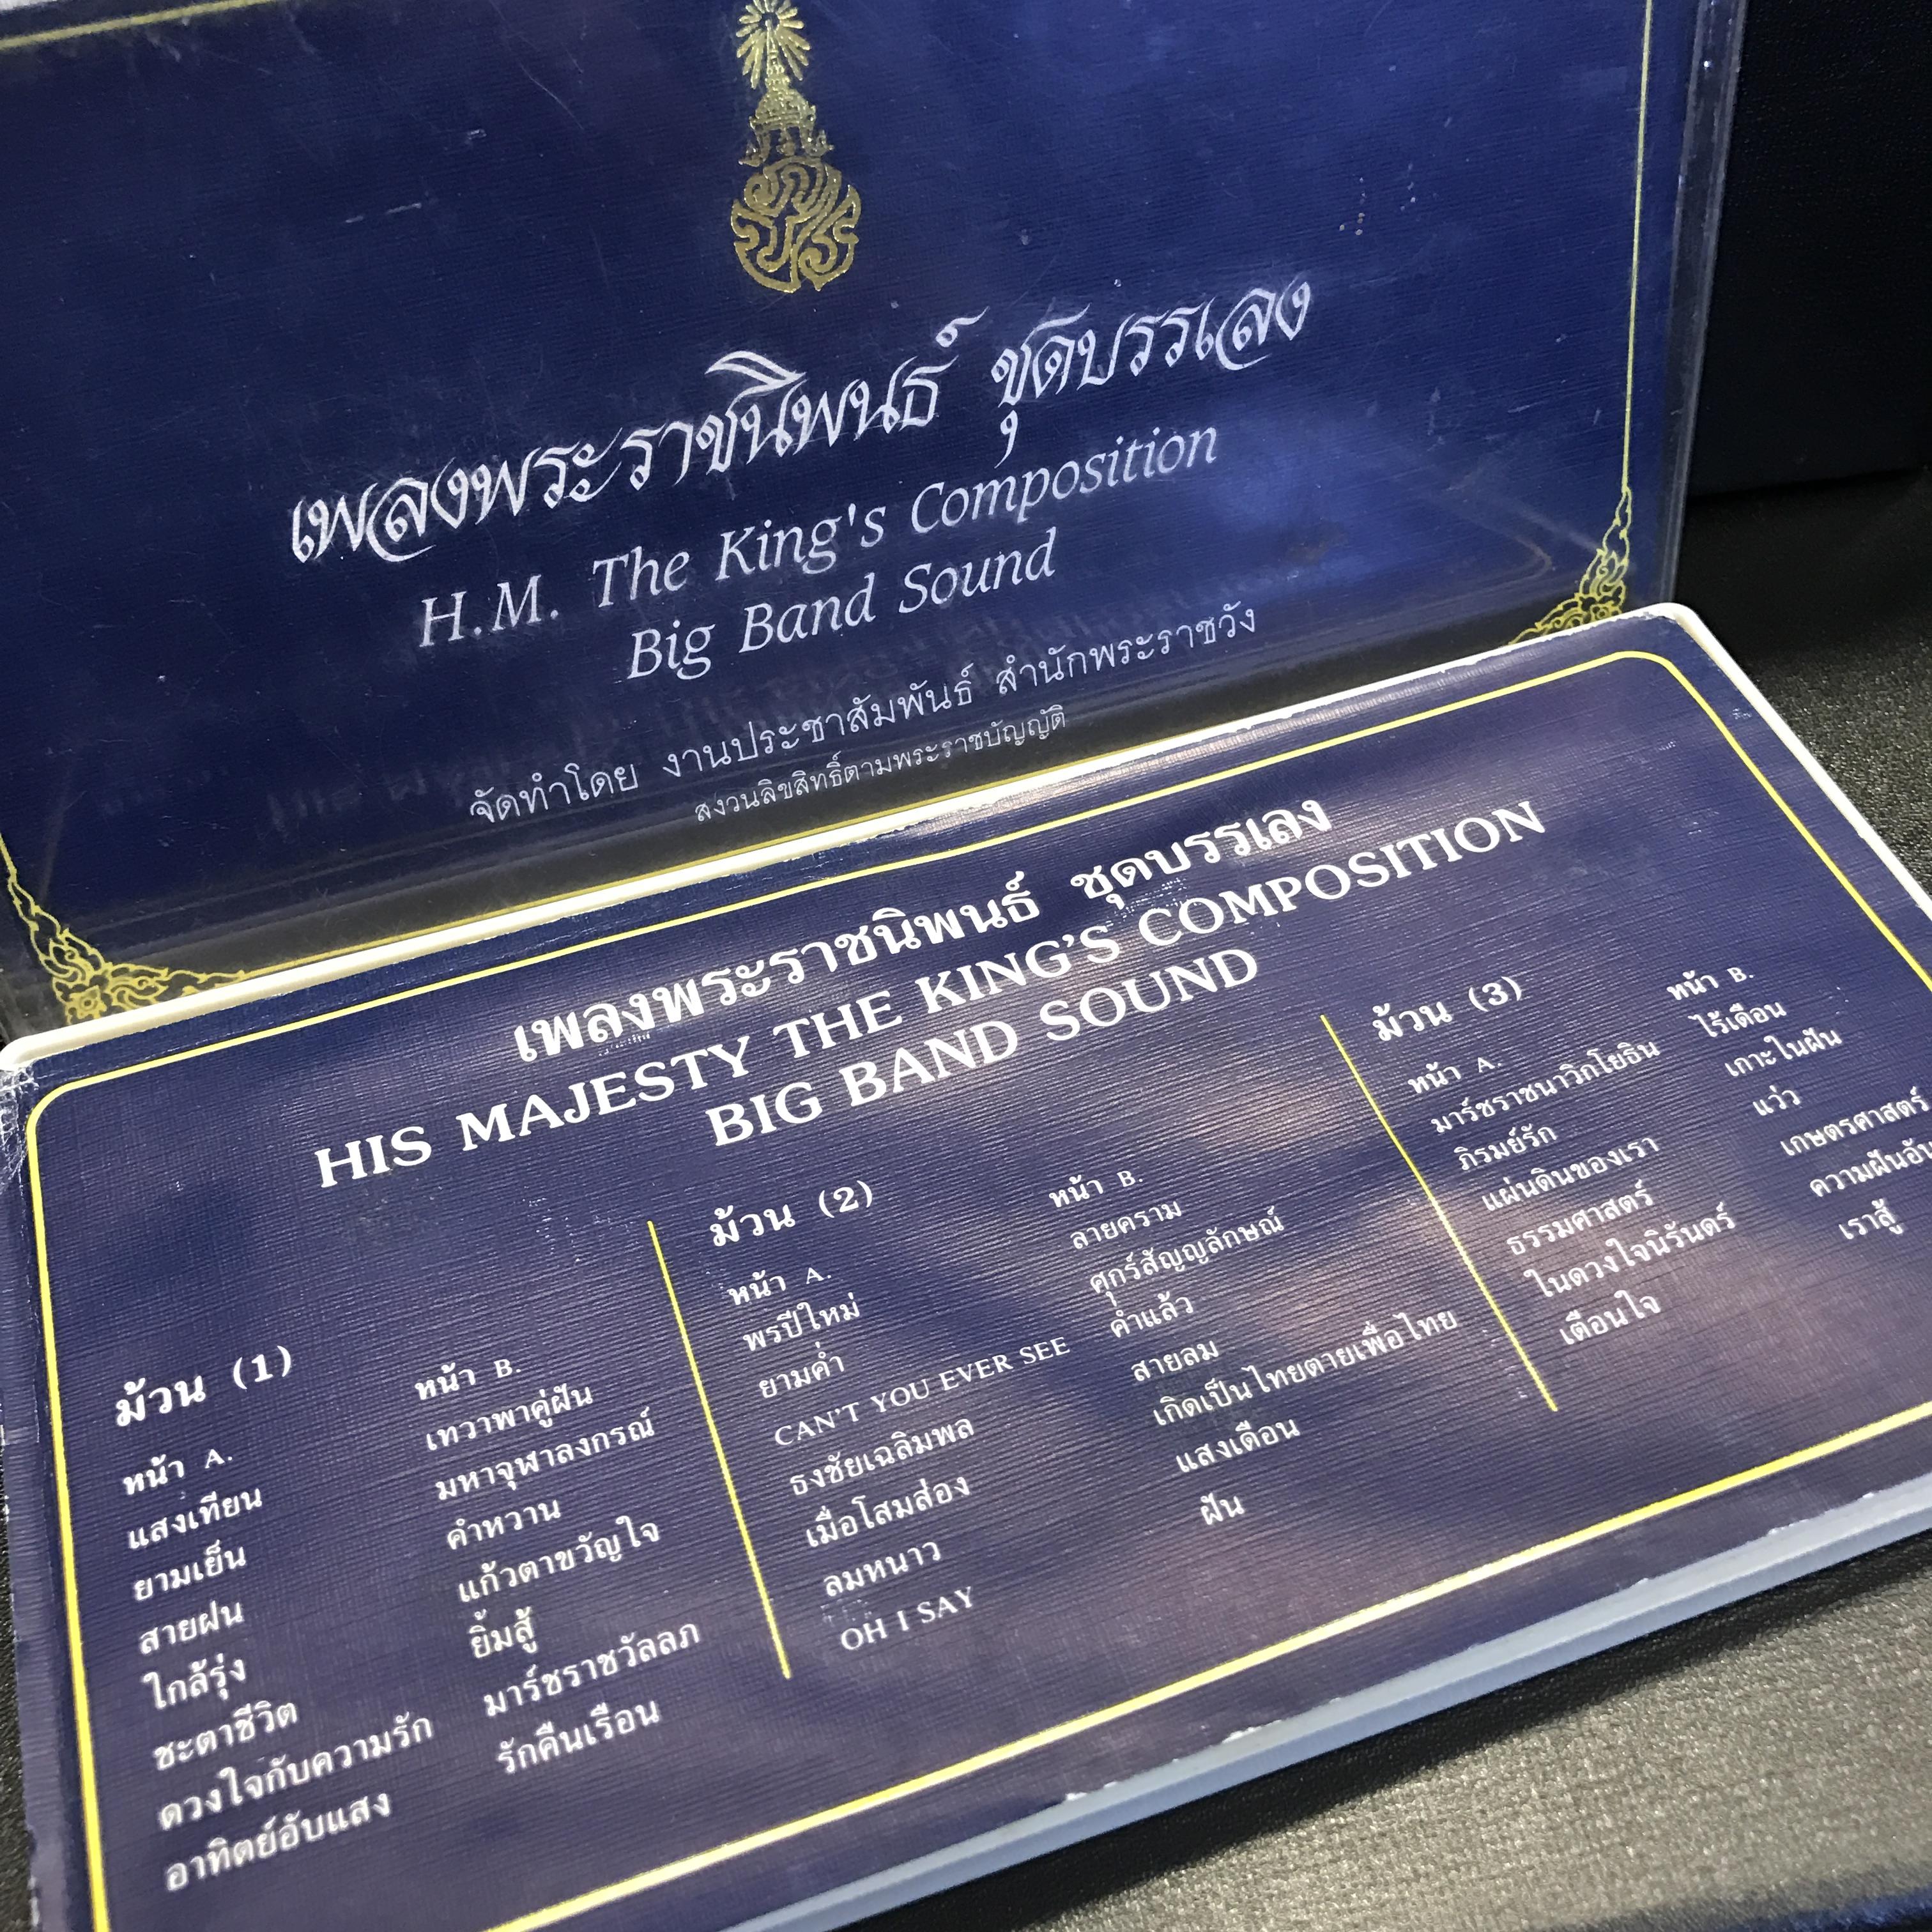 เพลงพระราชนิพนธ์ ชุดบรรเลง
H.M. The King's Composition
Big Band Sound
จัดทำโดย งานประชาสัมพันธ์ สำนักพระราชวัง
สงวนลิขสิทธิ์ตามพระราชบัญญัติ
เพลงพระราชนิพนธ์ ชุดบรรเลง
HIS MAJESTY THE KING'S COMPOSITION
BIG BAND SOUND
ม้วน (1)
หน้า A.
แสงเทียน
ยามเย็น
สายฝน
ใกล้รุ่ง
ชะตาชีวิต
ดวงใจกับความรัก
อาทิตย์อับแสง
หน้า B.
เทวาพาคู่ฝัน
มหาจุฬาลงกรณ์
คำหวาน
แก้วตาขวัญใจ
ยิ้มสู้
มาร์ชราชวัลลภ
รักคืนเรือน
ม้วน (2)
หน้า A.
พรปีใหม่
ยามค่ำ
CAN'T YOU EVER SEE
ธงชัยเฉลิมพล
เมื่อโสมส่อง
ลมหนาว
OH I SAY
หน้า B.
ลายคราม
ศุกร์สัญญลักษณ์
ค่ำแล้ว
สายลม
เกิดเป็นไทยตายเพื่อไทย
แสงเดือน
ฝัน
ม้วน (3)
หน้า A.
มาร์ชราชนาวิกโยธิน
ภิรมย์รัก
แผ่นดินของเรา
ธรรมศาสตร์
ในดวงใจนิรันดร์
เตือนใจ
หน้า B.
ไร้เดือน
เกาะในฝัน
แว่ว
เกษตรศาสตร์
เราสู้